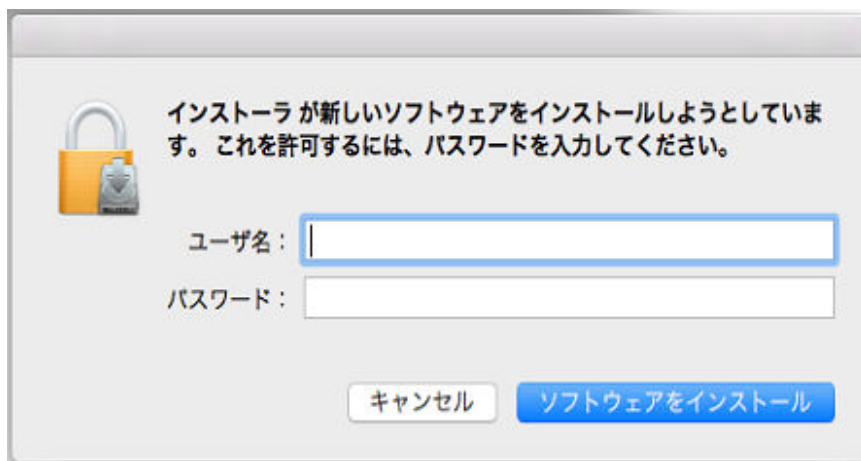 インストーラ が新しいソフトウェアをインストールしようとしていま
す。 これを許可するには、パスワードを入力してください。
ユーザ名：
パスワード：
キャンセル
ソフトウェアをインストール